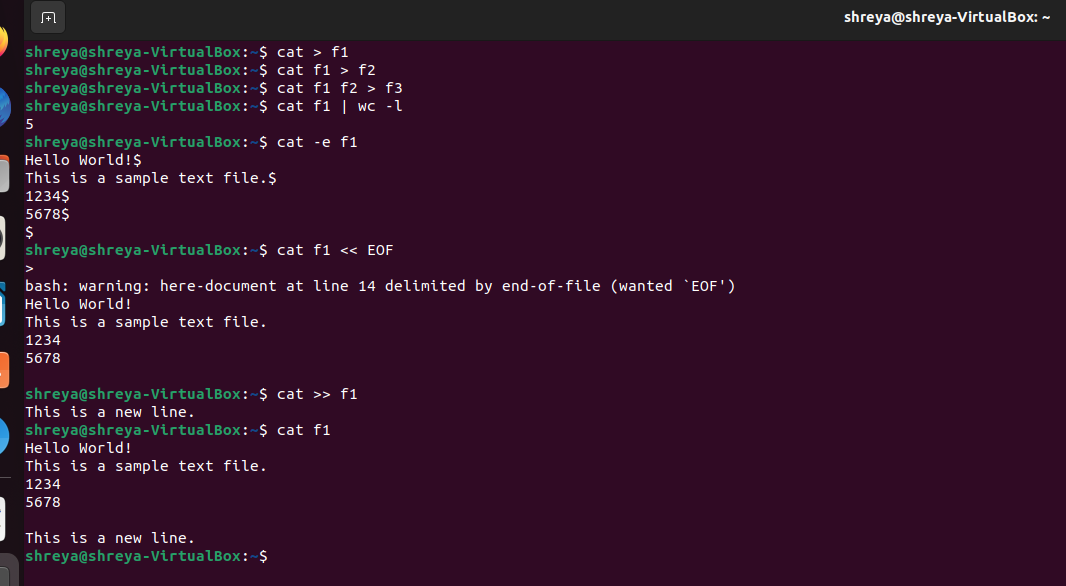 shreya@shreya-VirtualBox: ~
shreya@shreya-VirtualBox:~$ cat > f1
shreya@shreya-VirtualBox:~$ cat f1 > f2
shreya@shreya-VirtualBox:~$ cat f1 f2 > f3
shreya@shreya-VirtualBox:~$ cat f1 | wc -l
5
shreya@shreya-VirtualBox:~$ cat -e f1
Hello World!$
This is a sample text file.$
1234$
5678$
$
shreya@shreya-VirtualBox:~$ cat f1 << EOF
>
bash: warning: here-document at line 14 delimited by end-of-file (wanted `EOF')
Hello World!
This is a sample text file.
1234
5678
shreya@shreya-VirtualBox:~$ cat >> f1
This is a new line.
shreya@shreya-VirtualBox:~$ cat f1
Hello World!
This is a sample text file.
1234
5678
This is a new line.
shreya@shreya-VirtualBox:~$